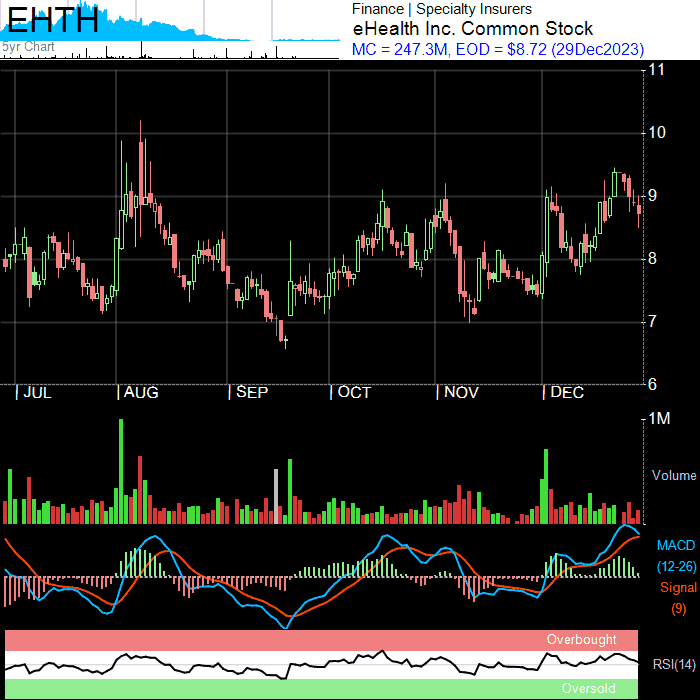 EHTH
5yr Chart
Finance | Specialty Insurers
eHealth Inc. Common Stock
MC = 247.3M, EOD = $8.72 (29Dec2023)
11
10
9
8
7
6
JUL AUG SEP OCT NOV DEC
1M
Volume
MACD
(12-26)
Signal
(9)
Overbought
RSI(14)
Oversold